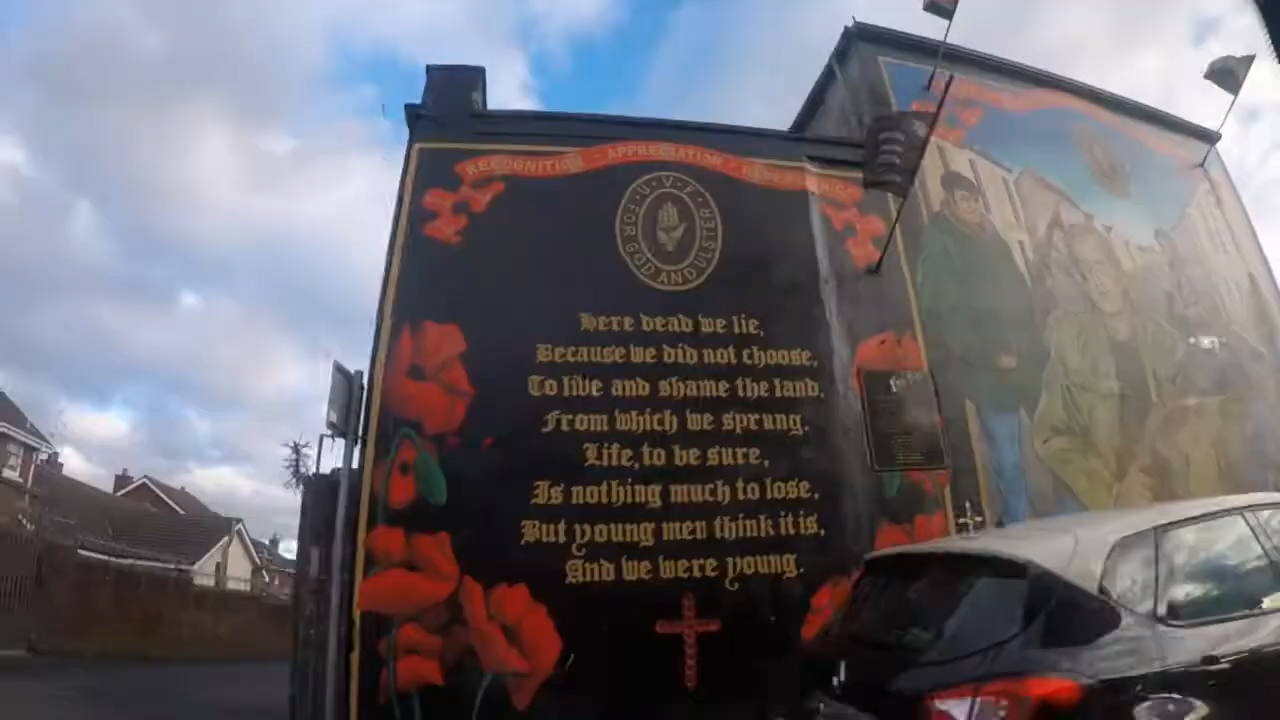 RECOGNITION - APPRECIATION -
U·V·F
FOR GOD AND ULSTER
Here dead we lie,
Because we did not choose,
To live and shame the land,
From which we sprung.
Life, to be sure,
Is nothing much to lose,
But young men think it is,
And we were young.